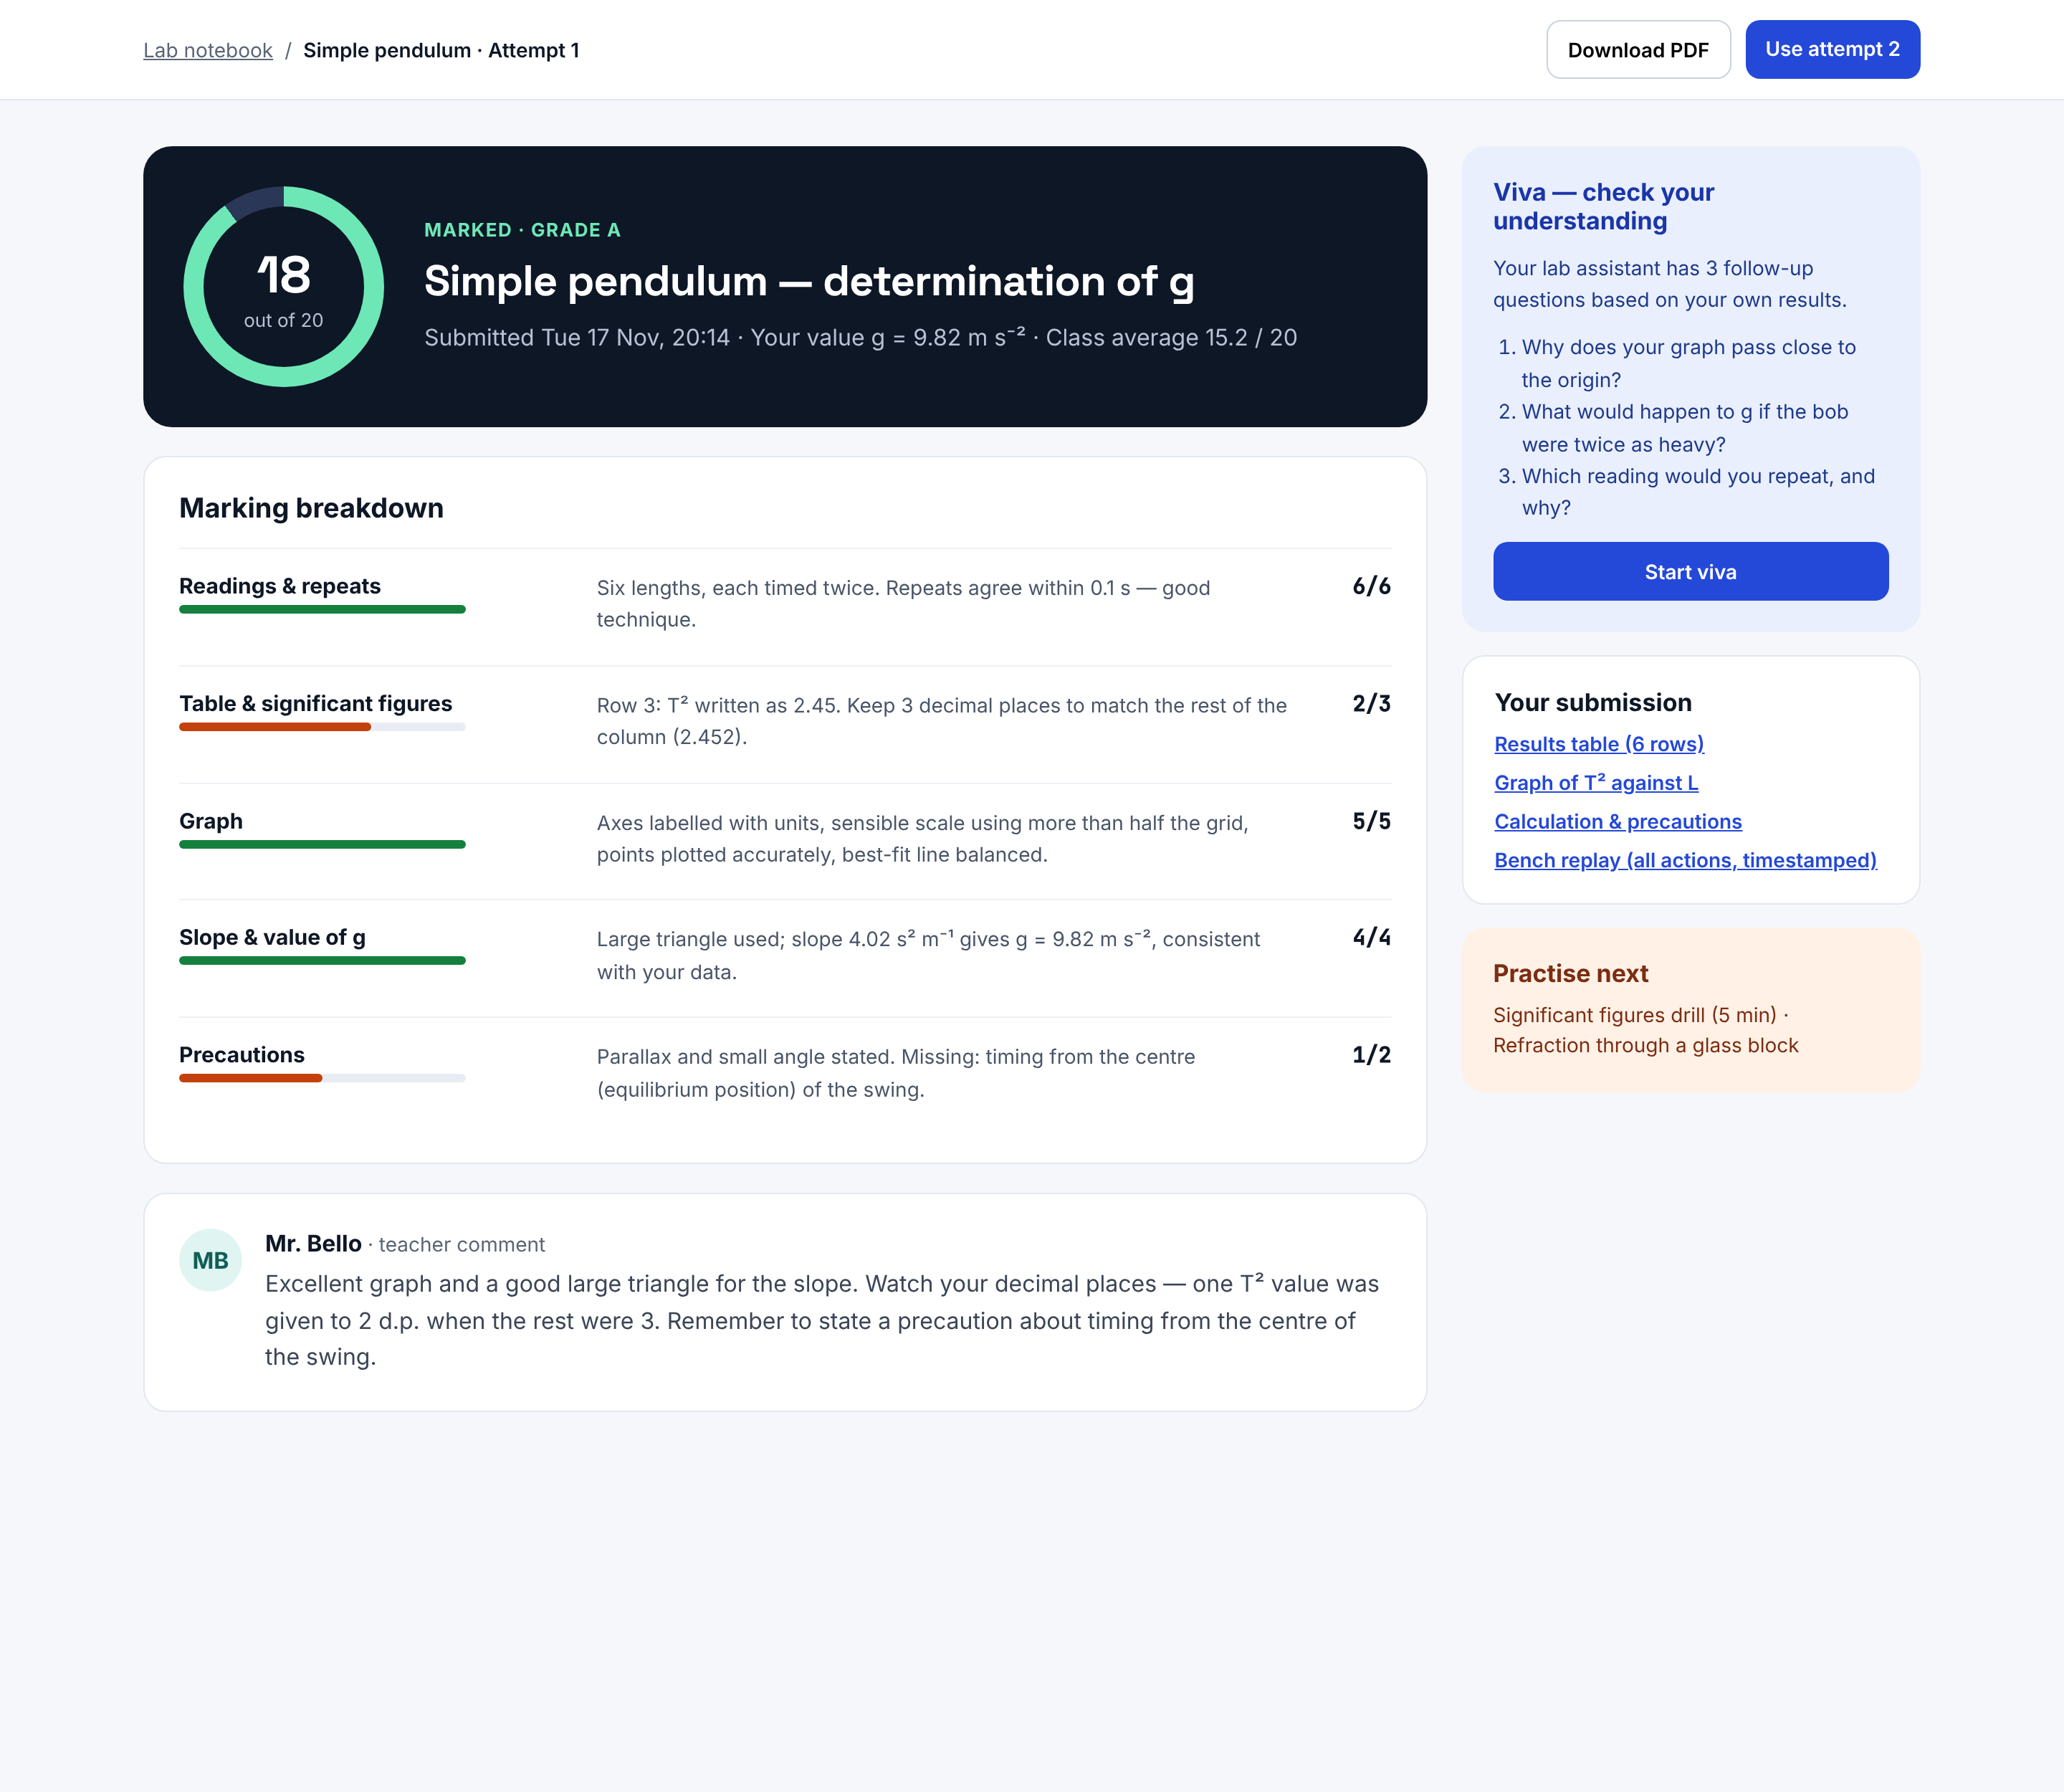 Lab notebook / Simple pendulum · Attempt 1
Download PDF
Use attempt 2
18
out of 20
MARKED · GRADE A
Simple pendulum — determination of g
Submitted Tue 17 Nov, 20:14 · Your value g = 9.82 m s⁻² · Class average 15.2 / 20
Marking breakdown
Readings & repeats
Six lengths, each timed twice. Repeats agree within 0.1 s — good
technique.
6/6
Table & significant figures
Row 3: T² written as 2.45. Keep 3 decimal places to match the rest of the
column (2.452).
2/3
Graph
Axes labelled with units, sensible scale using more than half the grid,
points plotted accurately, best-fit line balanced.
5/5
Slope & value of g
Large triangle used; slope 4.02 s² m⁻¹ gives g = 9.82 m s⁻², consistent
with your data.
4/4
Precautions
Parallax and small angle stated. Missing: timing from the centre
(equilibrium position) of the swing.
1/2
MB
Mr. Bello · teacher comment
Excellent graph and a good large triangle for the slope. Watch your decimal places — one T² value was
given to 2 d.p. when the rest were 3. Remember to state a precaution about timing from the centre of
the swing.
Viva — check your
understanding
Your lab assistant has 3 follow-up
questions based on your own results.
1. Why does your graph pass close to
the origin?
2. What would happen to g if the bob
were twice as heavy?
3. Which reading would you repeat, and
why?
Start viva
Your submission
Results table (6 rows)
Graph of T² against L
Calculation & precautions
Bench replay (all actions, timestamped)
Practise next
Significant figures drill (5 min) ·
Refraction through a glass block